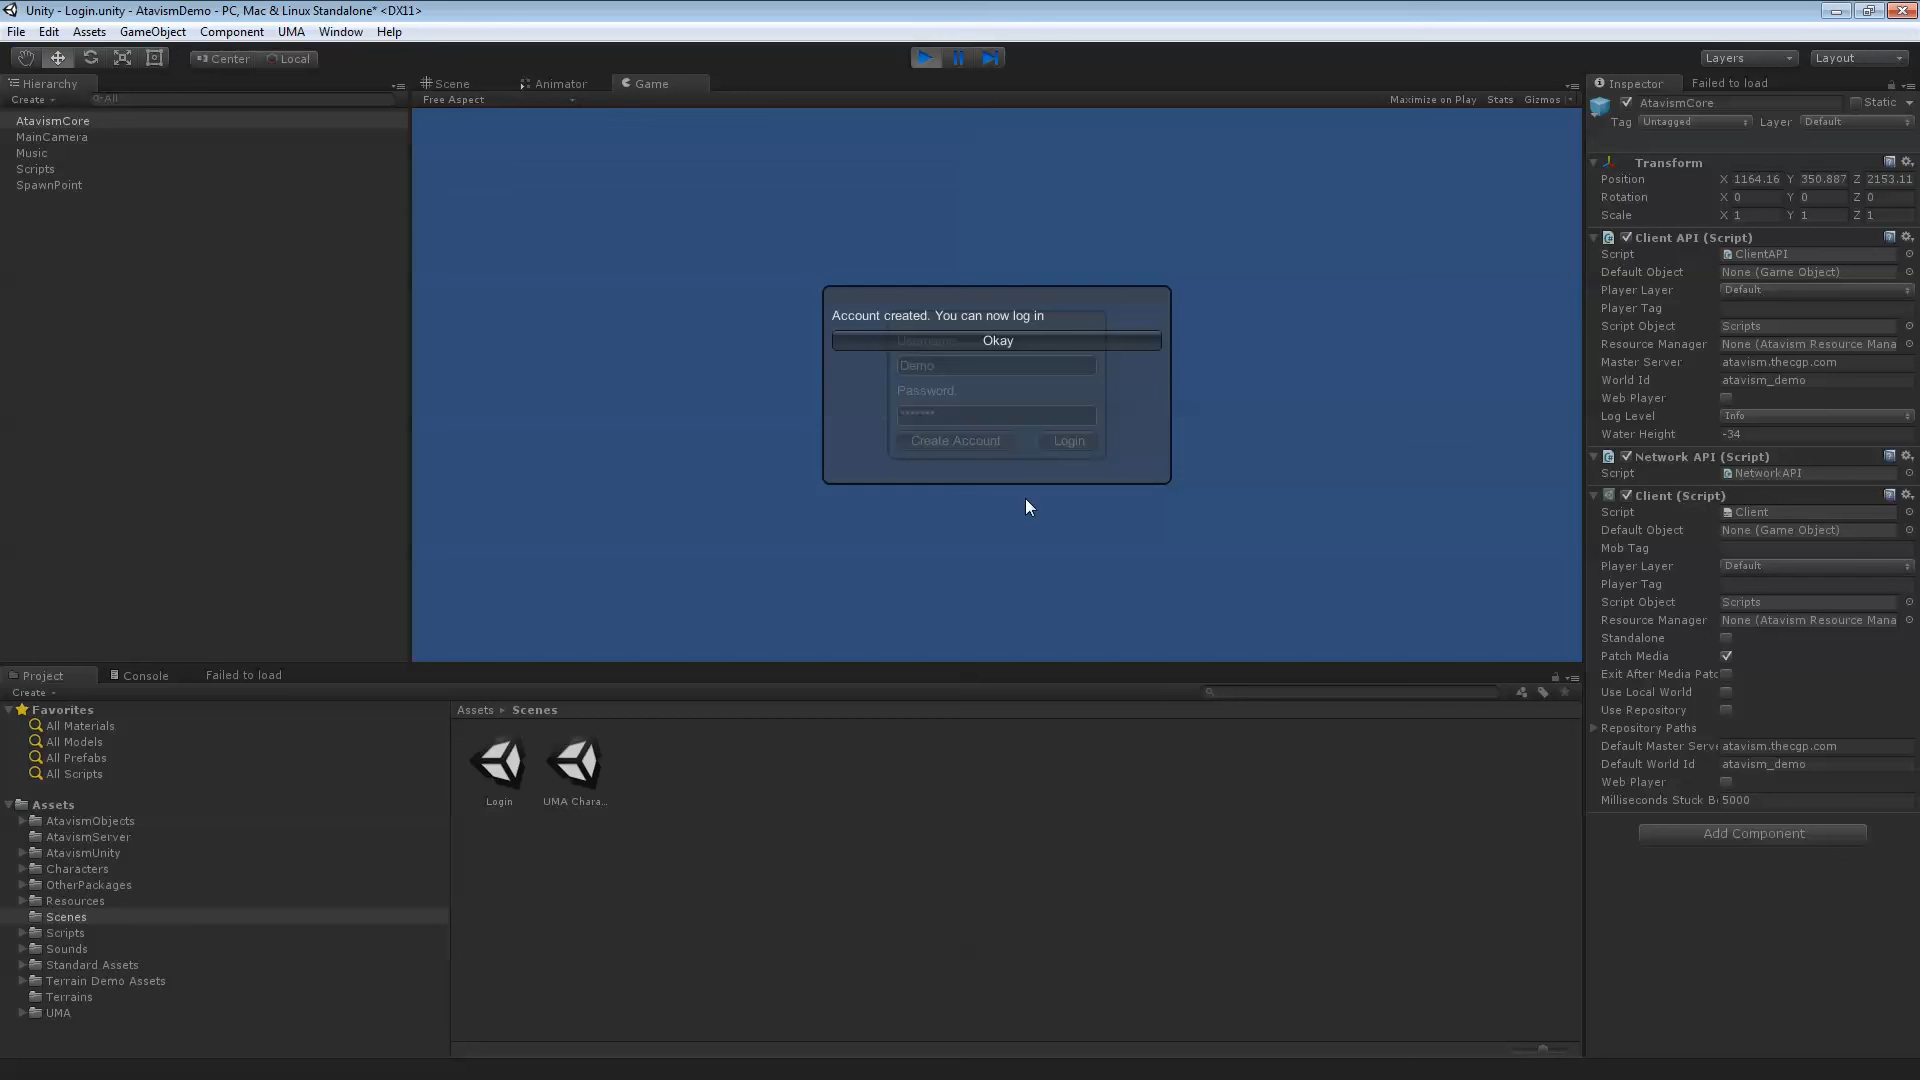 Unity - Login.unity - AtavismDemo - PC, Mac & Linux Standalone* <DX11>
File Edit Assets GameObject Component UMA Window Help
Center Local
Layers Layout
Hierarchy
Create All
AtavismCore
MainCamera
Music
Scripts
SpawnPoint
Scene Animator Game
Free Aspect Maximize on Play Stats Gizmos
Account created. You can now log in
Okay
Demo
Password.
*******
Create Account Login
Inspector Failed to load
AtavismCore Static
Tag Untagged Layer Default
Transform
Position X 1164.16 Y 350.887 Z 2153.11
Rotation X 0 Y 0 Z 0
Scale X 1 Y 1 Z 1
Client API (Script)
Script ClientAPI
Default Object None (Game Object)
Player Layer Default
Player Tag
Script Object Scripts
Resource Manager None (Atavism Resource Mana
Master Server atavism.thecgp.com
World Id atavism_demo
Web Player
Log Level Info
Water Height -34
Network API (Script)
Script NetworkAPI
Client (Script)
Script Client
Default Object None (Game Object)
Mob Tag
Player Layer Default
Player Tag
Script Object Scripts
Resource Manager None (Atavism Resource Mana
Standalone
Patch Media
Exit After Media Patc
Use Local World
Use Repository
Repository Paths
Default Master Serve atavism.thecgp.com
Default World Id atavism_demo
Web Player
Milliseconds Stuck B 5000
Add Component
Project Console Failed to load
Create
Favorites
All Materials
All Models
All Prefabs
All Scripts
Assets
AtavismObjects
AtavismServer
AtavismUnity
Characters
OtherPackages
Resources
Scenes
Scripts
Sounds
Standard Assets
Terrain Demo Assets
Terrains
UMA
Assets Scenes
Login
UMA Chara...